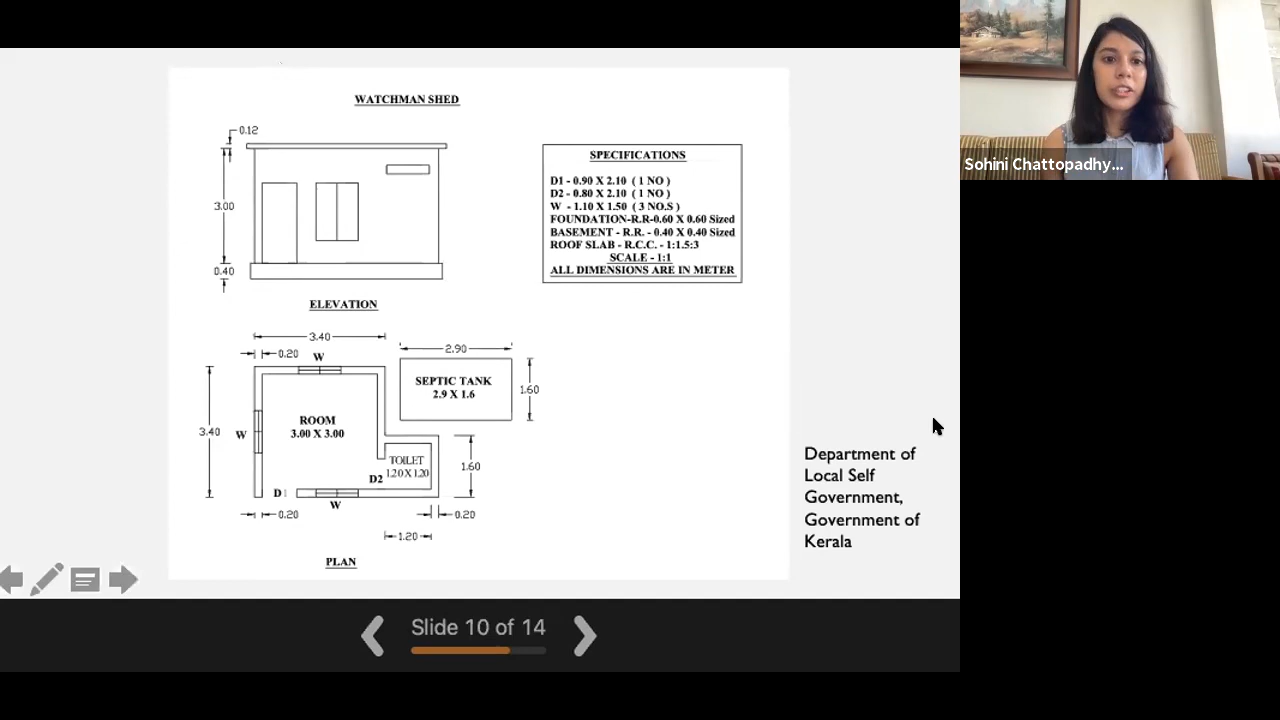 Sohini Chattopadhy...
WATCHMAN SHED
0.12
3.00
0.40
ELEVATION
SPECIFICATIONS
D1 - 0.90 X 2.10 ( 1 NO )
D2 - 0.80 X 2.10 ( 1 NO )
W - 1.10 X 1.50 ( 3 NO.S )
FOUNDATION-R.R-0.60 X 0.60 Sized
BASEMENT - R.R. - 0.40 X 0.40 Sized
ROOF SLAB - R.C.C. - 1:1.5:3
SCALE - 1:1
ALL DIMENSIONS ARE IN METER
3.40
0.20
W
2.90
SEPTIC TANK
2.9 X 1.6
1.60
3.40
W
ROOM
3.00 X 3.00
TOILET
1.20 X 1.20
D2
1.60
D1
W
0.20
0.20
1.20
PLAN
Department of
Local Self
Government,
Government of
Kerala
Slide 10 of 14